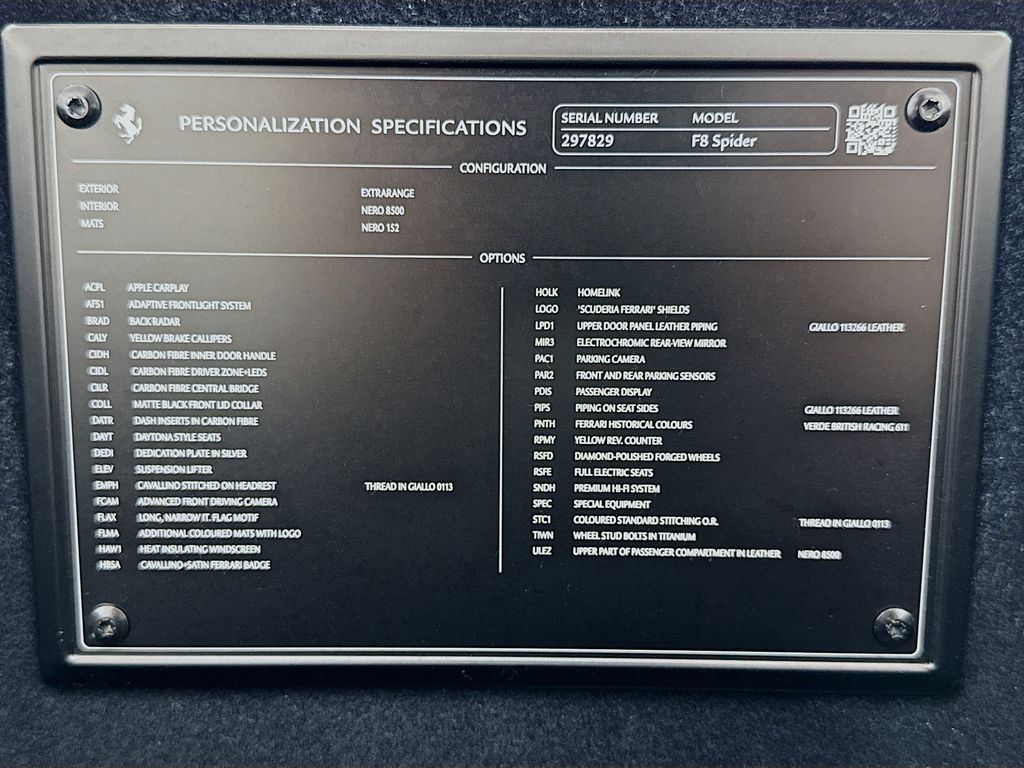 PERSONALIZATION SPECIFICATIONS
SERIAL NUMBER MODEL
297829 F8 Spider
CONFIGURATION
EXTERIOR EXTRARANGE
INTERIOR NERO 8500
MATS NERO 152
OPTIONS
ACPL APPLE CARPLAY
AFS1 ADAPTIVE FRONTLIGHT SYSTEM
BRAD BACK RADAR
CALY YELLOW BRAKE CALLIPERS
CIDH CARBON FIBRE INNER DOOR HANDLE
CIDL CARBON FIBRE DRIVER ZONE+LEDS
CILR CARBON FIBRE CENTRAL BRIDGE
COLL MATTE BLACK FRONT LID COLLAR
DATR DASH INSERTS IN CARBON FIBRE
DAYT DAYTONA STYLE SEATS
DEDI DEDICATION PLATE IN SILVER
ELEV SUSPENSION LIFTER
EMPH CAVALLINO STITCHED ON HEADREST THREAD IN GIALLO 0113
FCAM ADVANCED FRONT DRIVING CAMERA
FLAX LONG, NARROW IT. FLAG MOTIF
FLMA ADDITIONAL COLOURED MATS WITH LOGO
HAW1 HEAT INSULATING WINDSCREEN
HBSA CAVALLINO+SATIN FERRARI BADGE
HOLK HOMELINK
LOGO 'SCUDERIA FERRARI' SHIELDS
LPD1 UPPER DOOR PANEL LEATHER PIPING GIALLO 113266 LEATHER
MIR3 ELECTROCHROMIC REAR-VIEW MIRROR
PAC1 PARKING CAMERA
PAR2 FRONT AND REAR PARKING SENSORS
PDIS PASSENGER DISPLAY
PIPS PIPING ON SEAT SIDES GIALLO 113266 LEATHER
PNTH FERRARI HISTORICAL COLOURS VERDE BRITISH RACING 611
RPMY YELLOW REV. COUNTER
RSFD DIAMOND-POLISHED FORGED WHEELS
RSFE FULL ELECTRIC SEATS
SNDH PREMIUM HI-FI SYSTEM
SPEC SPECIAL EQUIPMENT
STC1 COLOURED STANDARD STITCHING O.R. THREAD IN GIALLO 0113
TIWN WHEEL STUD BOLTS IN TITANIUM
ULEZ UPPER PART OF PASSENGER COMPARTMENT IN LEATHER NERO 8500